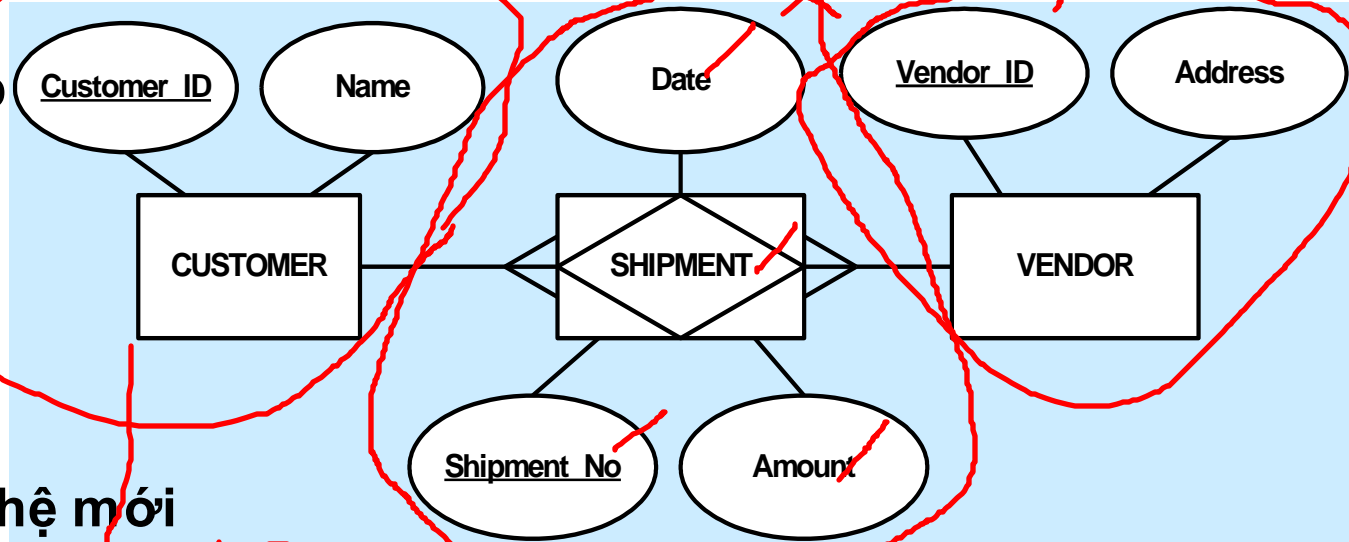 Customer_ID Name Date Vendor_ID Address
CUSTOMER SHIPMENT VENDOR
Shipment_No Amount
hệ mới